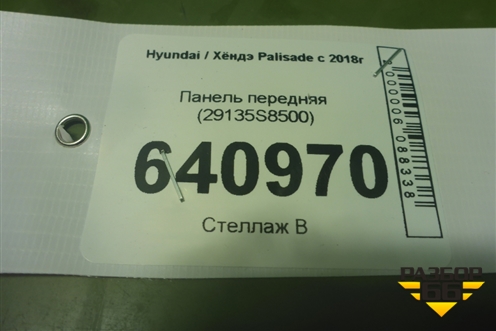 Hyundai / Хёндэ Palisade с 2018г
Панель передняя
(29135S8500)
640970
Стеллаж В
000006088338
РАЗБОР
66